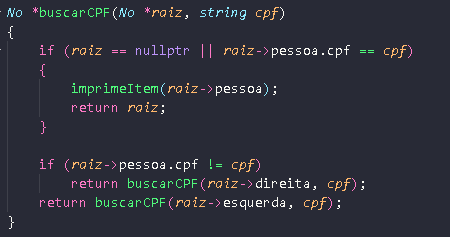 No *buscarCPF(No *raiz, string cpf)
{
    if (raiz == nullptr || raiz->pessoa.cpf == cpf)
    {
        imprimeItem(raiz->pessoa);
        return raiz;
    }

    if (raiz->pessoa.cpf != cpf)
        return buscarCPF(raiz->direita, cpf);
    return buscarCPF(raiz->esquerda, cpf);
}